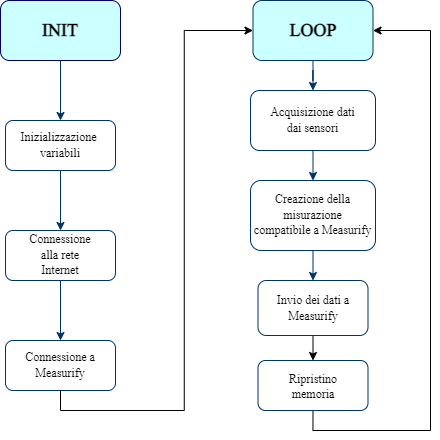 INIT
Inizializzazione
variabili
Connessione
alla rete
Internet
Connessione a
Measurify
LOOP
Acquisizione dati
dai sensori
Creazione della
misurazione
compatibile a Measurify
Invio dei dati a
Measurify
Ripristino
memoria